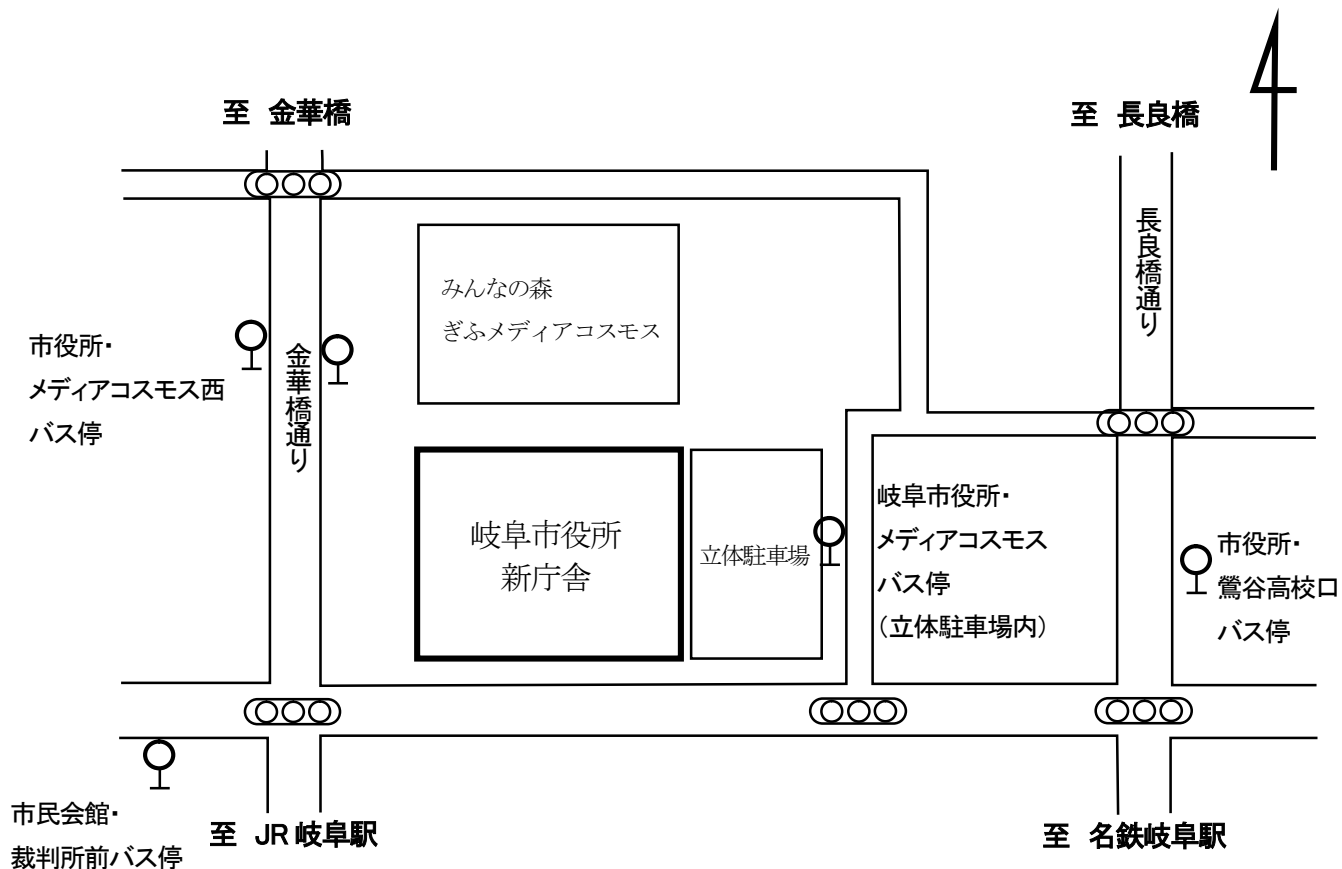 至 金華橋
至 長良橋
長良橋通り
みんなの森
ぎふメディアコスモス
市役所・
メディアコスモス西
バス停
金華橋通り
岐阜市役所
新庁舎
立体駐車場
岐阜市役所・
メディアコスモス
バス停
（立体駐車場内）
市役所・
鶯谷高校口
バス停
市民会館・
裁判所前バス停
至 JR岐阜駅
至 名鉄岐阜駅